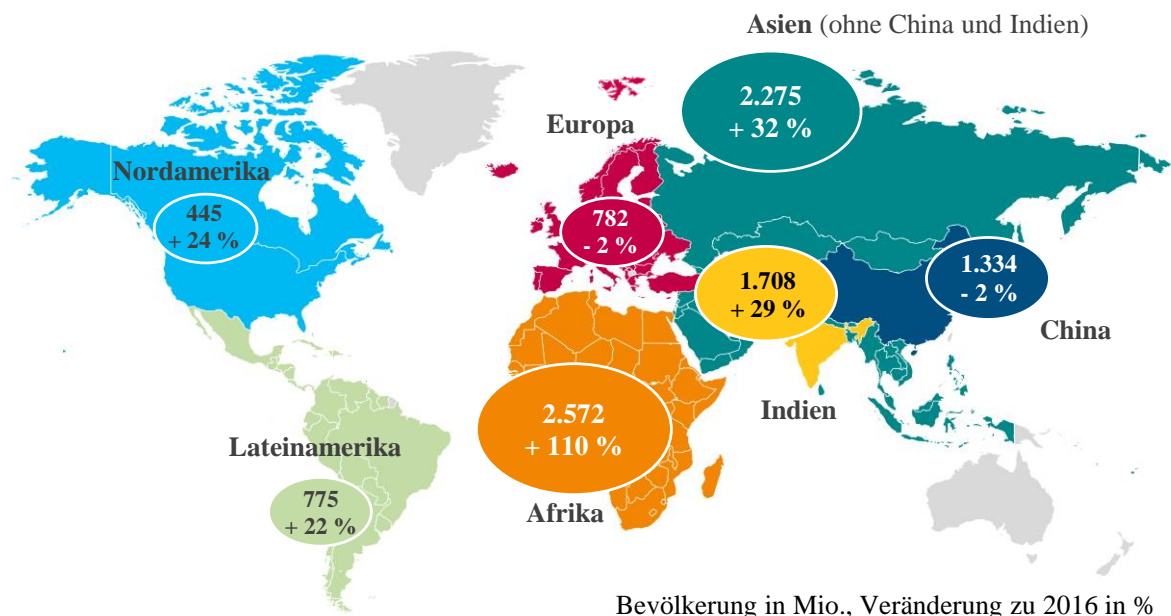 Asien (ohne China und Indien)
2.275
+ 32 %
Europa
Nordamerika
445
+ 24 %
782
- 2 %
1.708
+ 29 %
1.334
- 2 %
China
Indien
2.572
+ 110 %
Lateinamerika
775
+ 22 %
Afrika
Bevölkerung in Mio., Veränderung zu 2016 in %